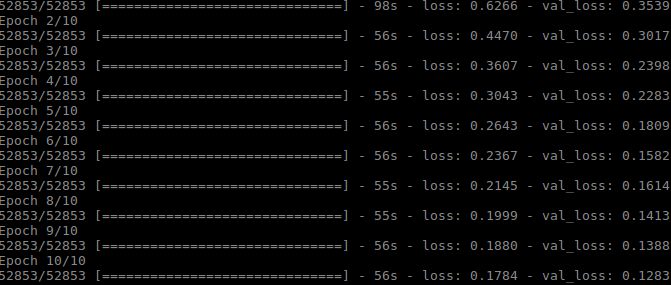 52853/52853 [==============================] - 98s - loss: 0.6266 - val_loss: 0.3539
Epoch 2/10
52853/52853 [==============================] - 56s - loss: 0.4470 - val_loss: 0.3017
Epoch 3/10
52853/52853 [==============================] - 56s - loss: 0.3607 - val_loss: 0.2398
Epoch 4/10
52853/52853 [==============================] - 55s - loss: 0.3043 - val_loss: 0.2283
Epoch 5/10
52853/52853 [==============================] - 56s - loss: 0.2643 - val_loss: 0.1809
Epoch 6/10
52853/52853 [==============================] - 56s - loss: 0.2367 - val_loss: 0.1582
Epoch 7/10
52853/52853 [==============================] - 55s - loss: 0.2145 - val_loss: 0.1614
Epoch 8/10
52853/52853 [==============================] - 55s - loss: 0.1999 - val_loss: 0.1413
Epoch 9/10
52853/52853 [==============================] - 56s - loss: 0.1880 - val_loss: 0.1388
Epoch 10/10
52853/52853 [==============================] - 56s - loss: 0.1784 - val_loss: 0.1283